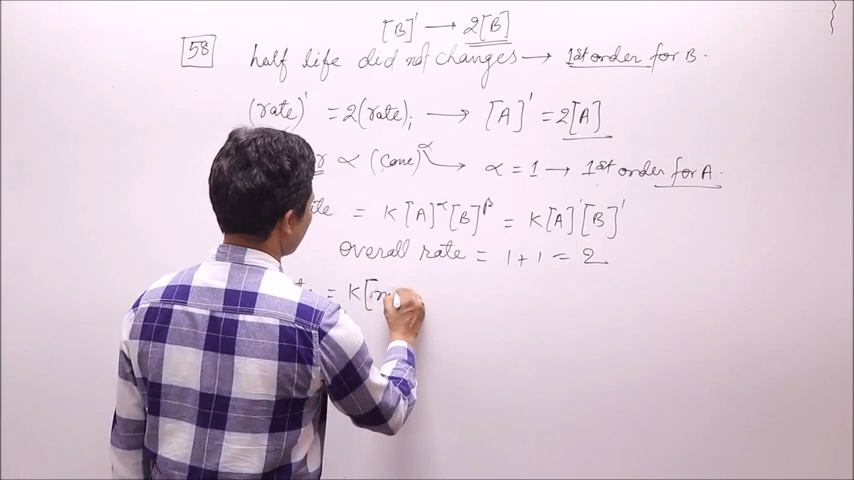 [B]' → 2[B]
58 half life did not changes → 1st order for B.
(rate)' = 2(rate)i → [A]' = 2[A]
∝ (conc)^α → α = 1 → 1st order for A.
= K[A]^α[B]^β = K[A]'[B]'
overall rate = 1 + 1 = 2
= K[